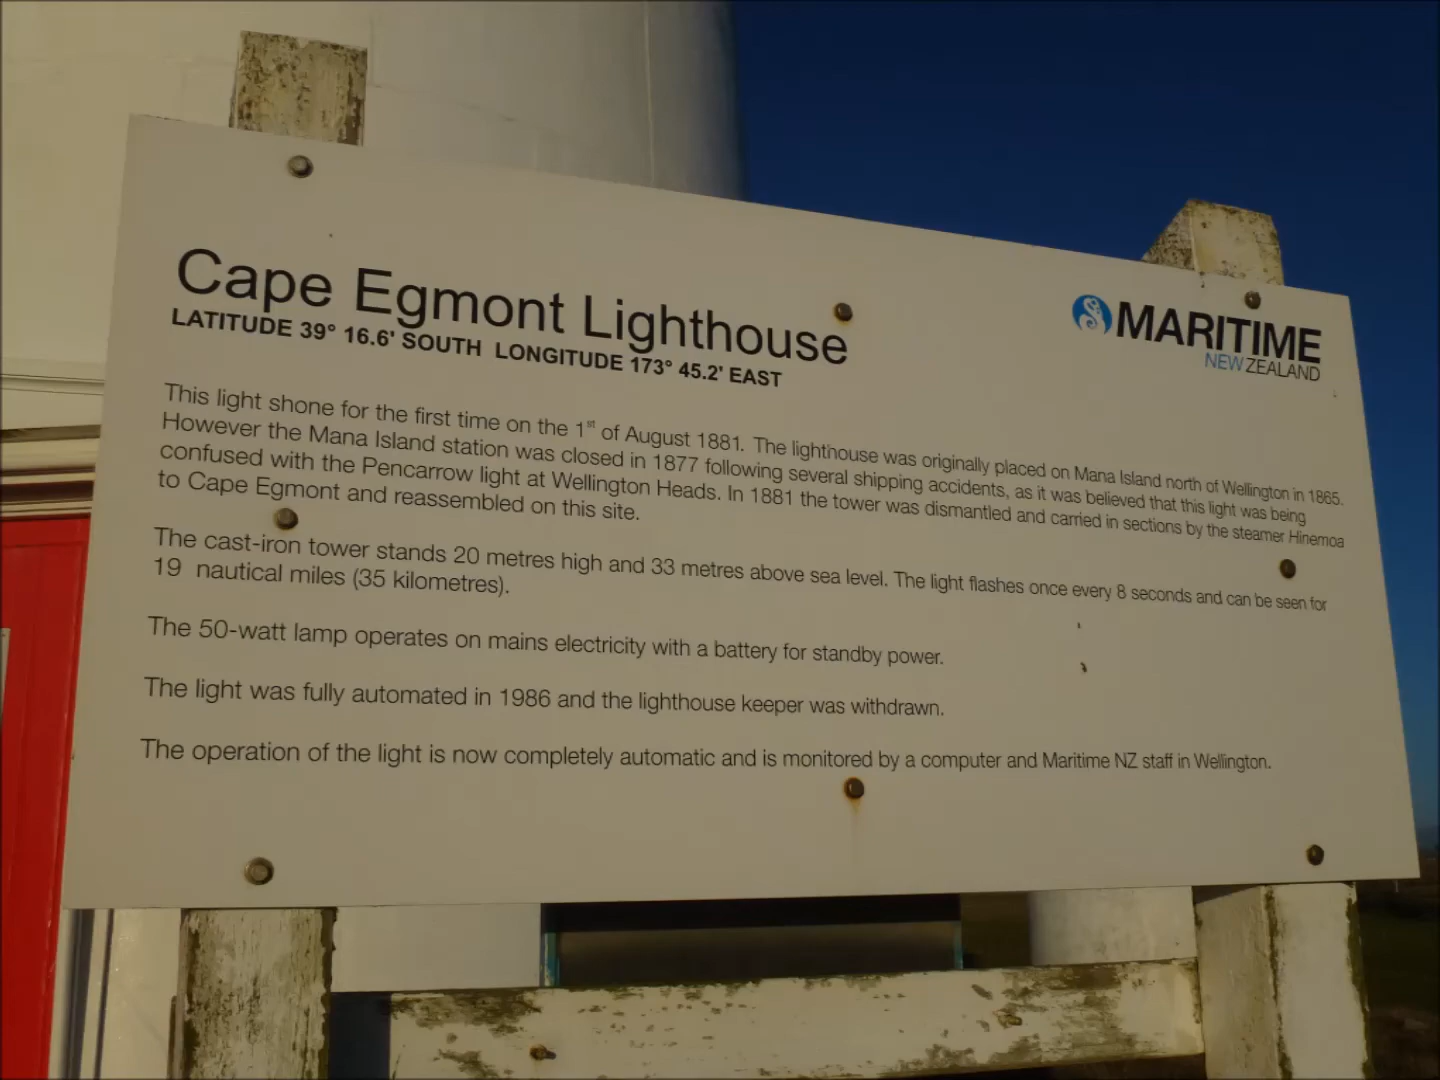 Cape Egmont Lighthouse
LATITUDE 39° 16.6' SOUTH LONGITUDE 173° 45.2' EAST
MARITIME
NEW ZEALAND
This light shone for the first time on the 1st of August 1881. The lighthouse was originally placed on Mana Island north of Wellington in 1865.
However the Mana Island station was closed in 1877 following several shipping accidents, as it was believed that this light was being
confused with the Pencarrow light at Wellington Heads. In 1881 the tower was dismantled and carried in sections by the steamer Hinemoa
to Cape Egmont and reassembled on this site.
The cast-iron tower stands 20 metres high and 33 metres above sea level. The light flashes once every 8 seconds and can be seen for
19 nautical miles (35 kilometres).
The 50-watt lamp operates on mains electricity with a battery for standby power.
The light was fully automated in 1986 and the lighthouse keeper was withdrawn.
The operation of the light is now completely automatic and is monitored by a computer and Maritime NZ staff in Wellington.